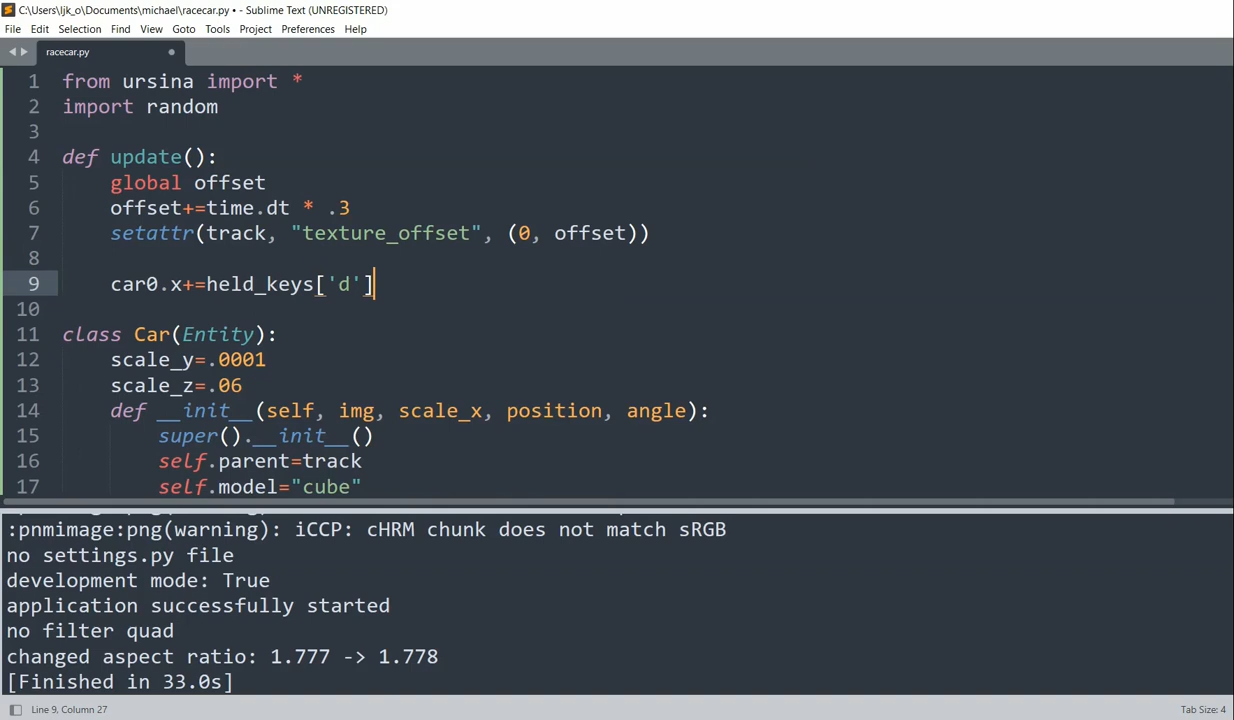 C:\Users\ljk_o\Documents\michael\racecar.py • - Sublime Text (UNREGISTERED)
File Edit Selection Find View Goto Tools Project Preferences Help
racecar.py
1 from ursina import *
2 import random
3
4 def update():
5 global offset
6 offset+=time.dt * .3
7 setattr(track, "texture_offset", (0, offset))
8
9 car0.x+=held_keys['d']
10
11 class Car(Entity):
12 scale_y=.0001
13 scale_z=.06
14 def __init__(self, img, scale_x, position, angle):
15 super().__init__()
16 self.parent=track
17 self.model="cube"
:pnmimage:png(warning): iCCP: cHRM chunk does not match sRGB
no settings.py file
development mode: True
application successfully started
no filter quad
changed aspect ratio: 1.777 -> 1.778
[Finished in 33.0s]
Line 9, Column 27 Tab Size: 4